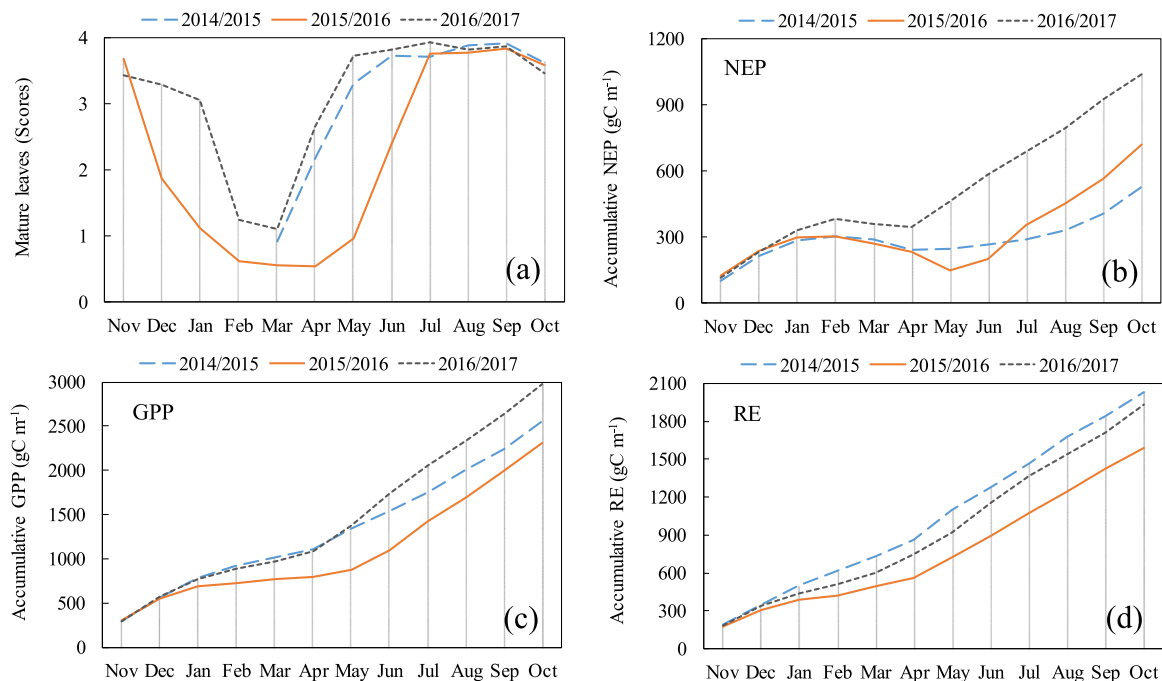 2014/2015 2015/2016 2016/2017
Mature leaves (Scores)
4
3
2
1
0
(a)
Nov Dec Jan Feb Mar Apr May Jun Jul Aug Sep Oct
2014/2015 2015/2016 2016/2017
Accumulative NEP (gC m⁻¹)
1200
900
600
300
0
NEP
(b)
Nov Dec Jan Feb Mar Apr May Jun Jul Aug Sep Oct
2014/2015 2015/2016 2016/2017
Accumulative GPP (gC m⁻¹)
3000
2500
2000
1500
1000
500
0
GPP
(c)
Nov Dec Jan Feb Mar Apr May Jun Jul Aug Sep Oct
2014/2015 2015/2016 2016/2017
Accumulative RE (gC m⁻¹)
2100
1800
1500
1200
900
600
300
0
RE
(d)
Nov Dec Jan Feb Mar Apr May Jun Jul Aug Sep Oct